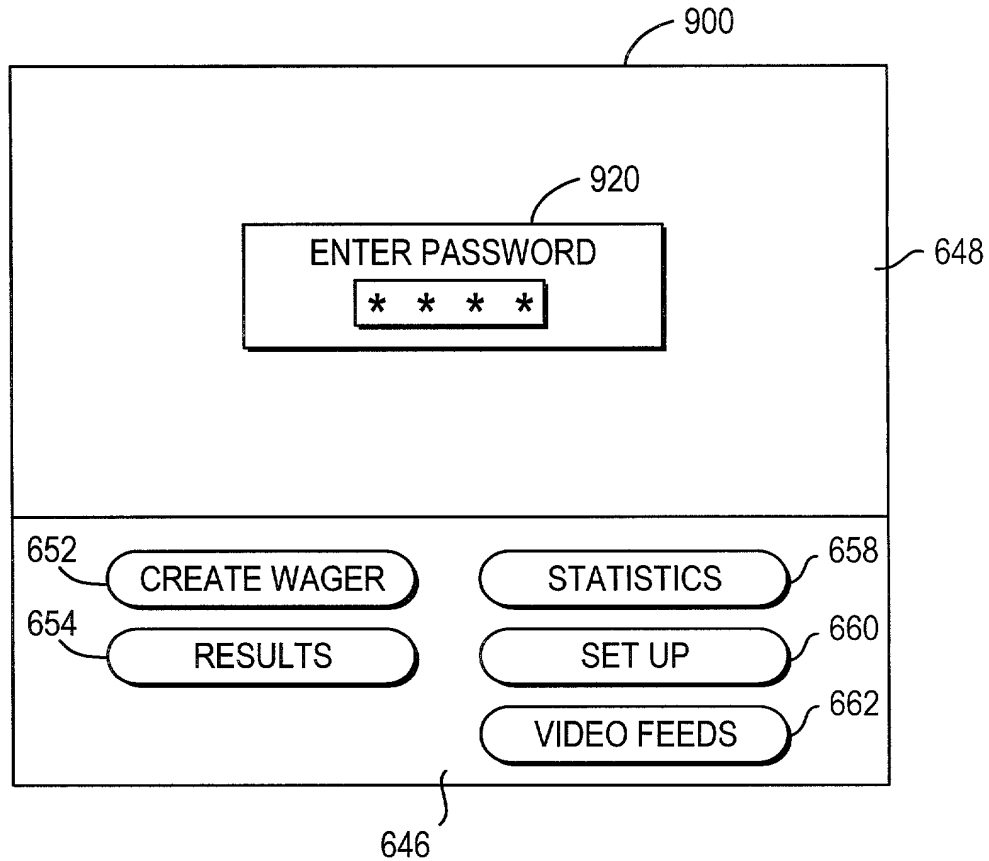 900
920
ENTER PASSWORD
* * * *
648
652
CREATE WAGER
STATISTICS
658
654
RESULTS
SET UP
660
VIDEO FEEDS
662
646